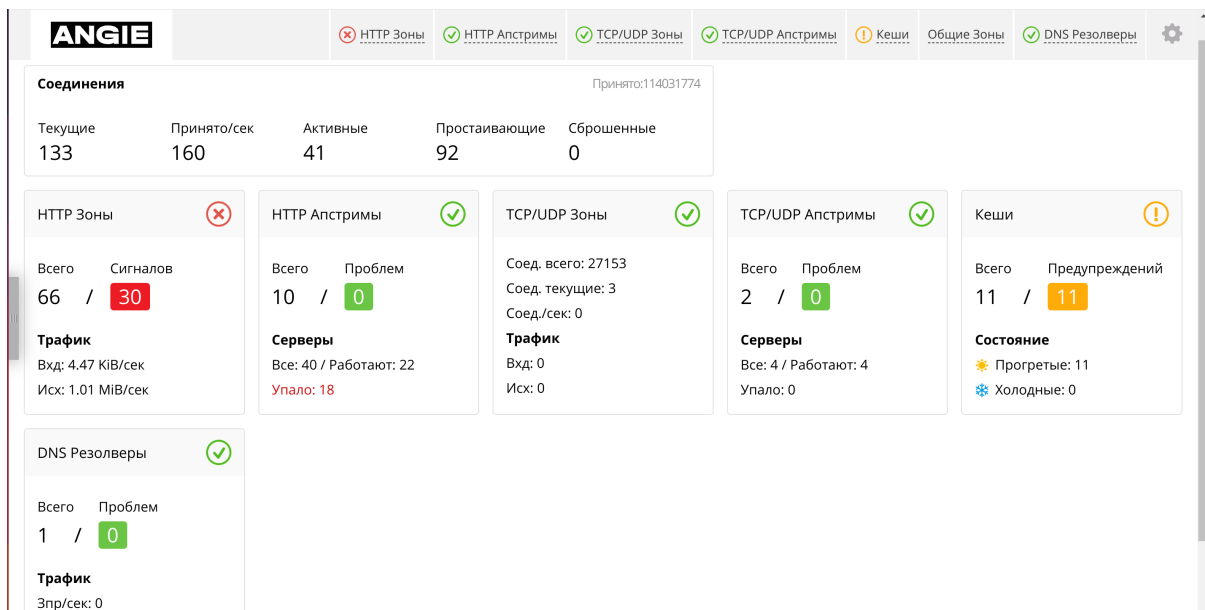 ANGIE HTTP Зоны HTTP Апстримы TCP/UDP Зоны TCP/UDP Апстримы Кеши Общие Зоны DNS Резолверы
Соединения Принято:114031774
Текущие Принято/сек Активные Простаивающие Сброшенные
133 160 41 92 0
HTTP Зоны
Всего Сигналов
66 / 30
Трафик
Вхд: 4.47 KiB/сек
Исх: 1.01 MiB/сек
HTTP Апстримы
Всего Проблем
10 / 0
Серверы
Все: 40 / Работают: 22
Упало: 18
TCP/UDP Зоны
Соед. всего: 27153
Соед. текущие: 3
Соед./сек: 0
Трафик
Вхд: 0
Исх: 0
TCP/UDP Апстримы
Всего Проблем
2 / 0
Серверы
Все: 4 / Работают: 4
Упало: 0
Кеши
Всего Предупреждений
11 / 11
Состояние
Прогретые: 11
Холодные: 0
DNS Резолверы
Всего Проблем
1 / 0
Трафик
Зпр/сек: 0